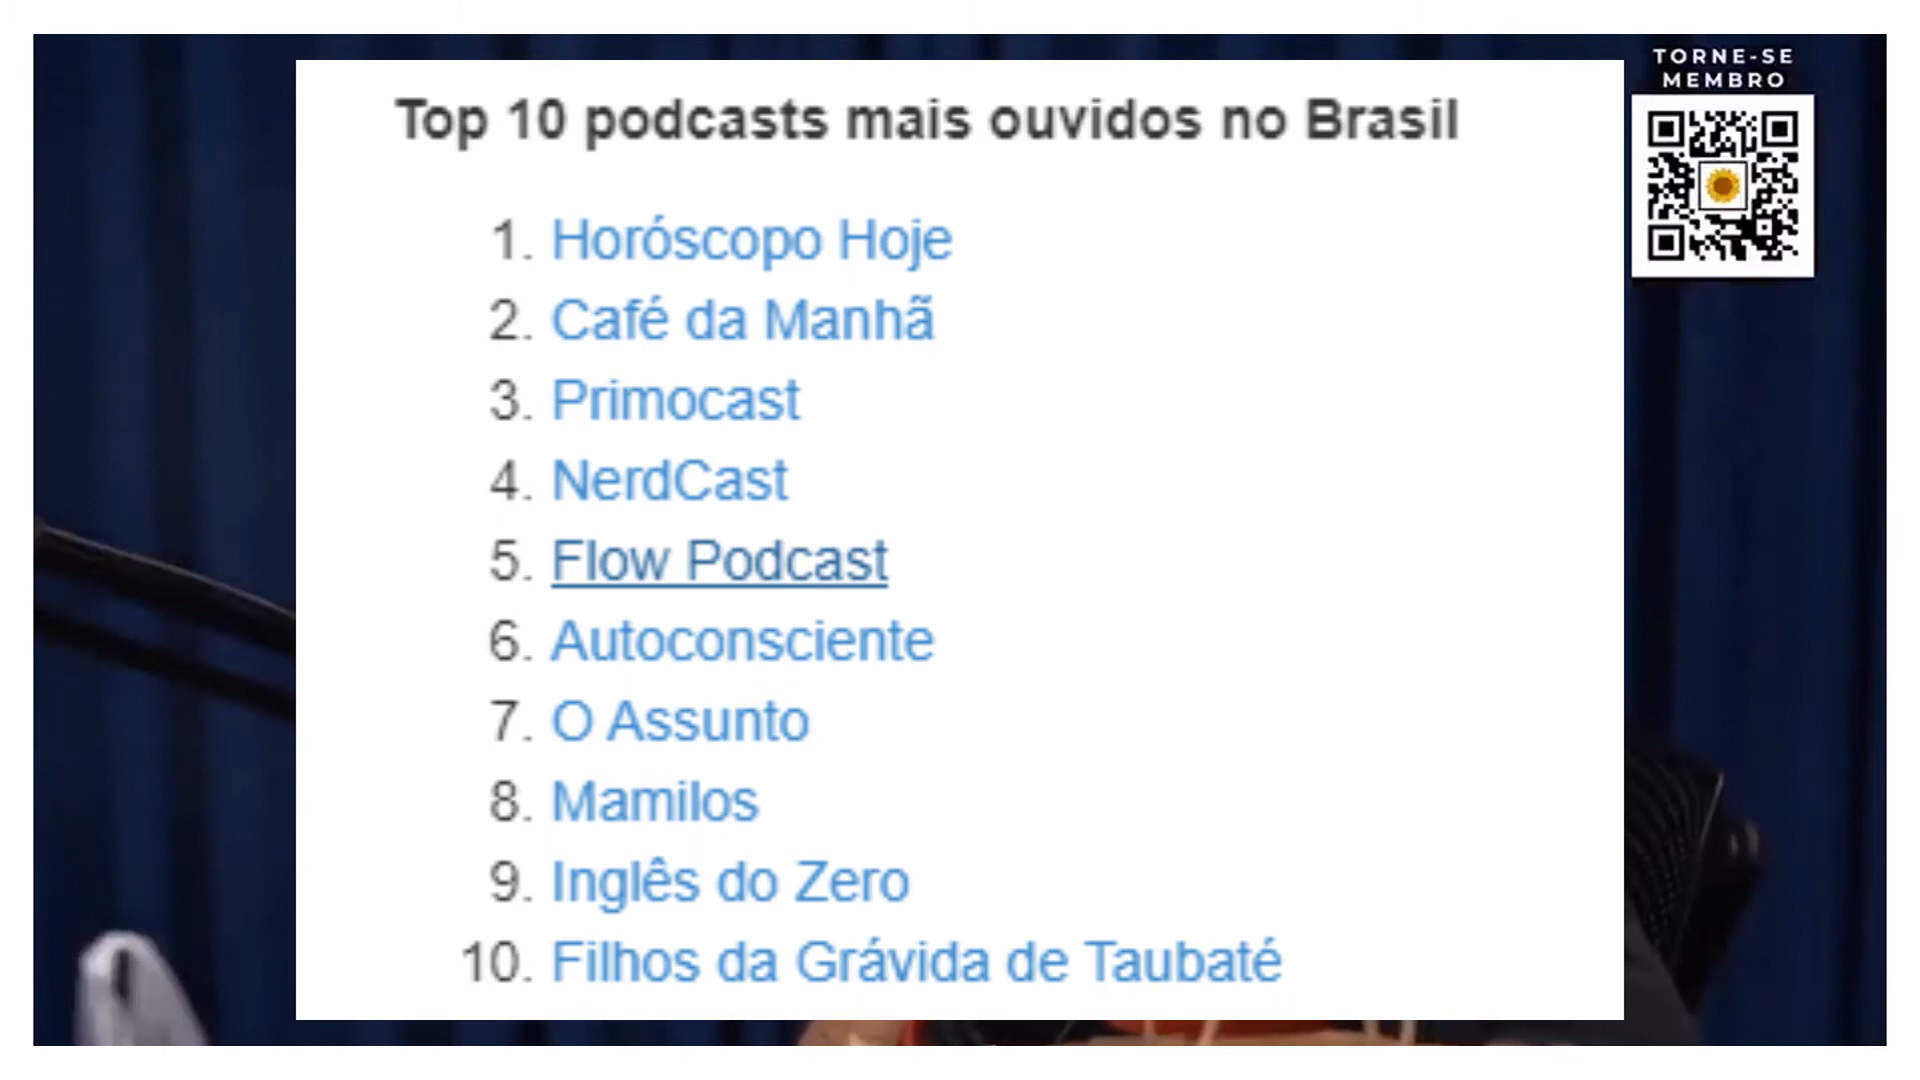 TORNE-SE
MEMBRO
Top 10 podcasts mais ouvidos no Brasil
1. Horóscopo Hoje
2. Café da Manhã
3. Primocast
4. NerdCast
5. Flow Podcast
6. Autoconsciente
7. O Assunto
8. Mamilos
9. Inglês do Zero
10. Filhos da Grávida de Taubaté